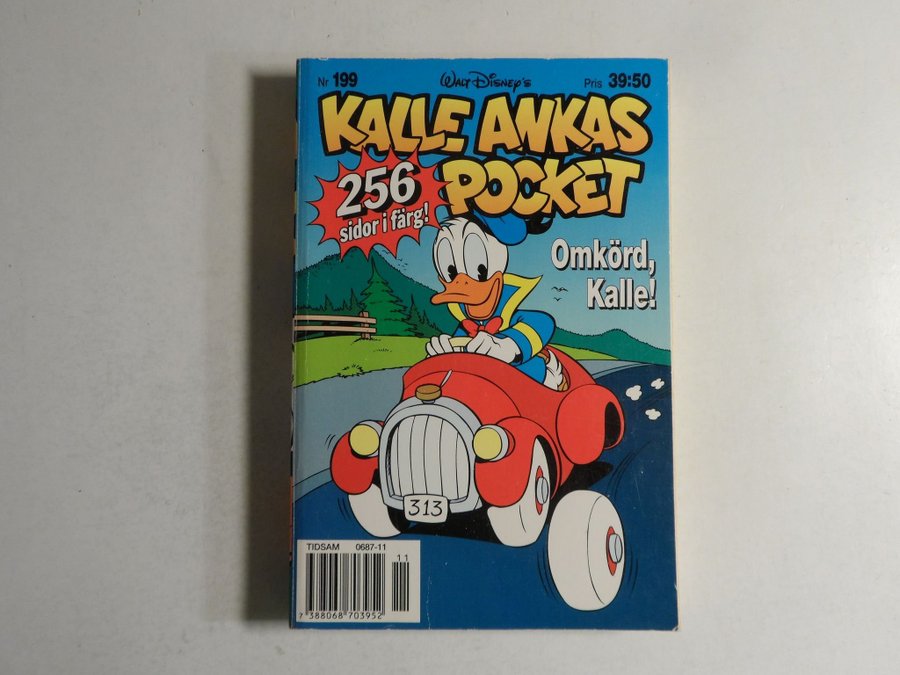 Nr 199 Walt Disney's Pris 39:50
KALLE ANKAS
POCKET
256
sidor i färg!
Omkörd,
Kalle!
313
TIDSAM 0687-11
11
7 388068 703952